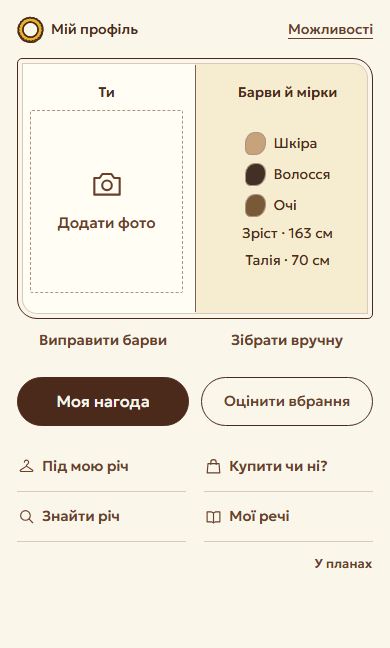 Мій профіль
Можливості
Ти
Додати фото
Барви й мірки
Шкіра
Волосся
Очі
Зріст · 163 см
Талія · 70 см
Виправити барви
Зібрати вручну
Моя нагода
Оцінити вбрання
Під мою річ
Купити чи ні?
Знайти річ
Мої речі
У планах